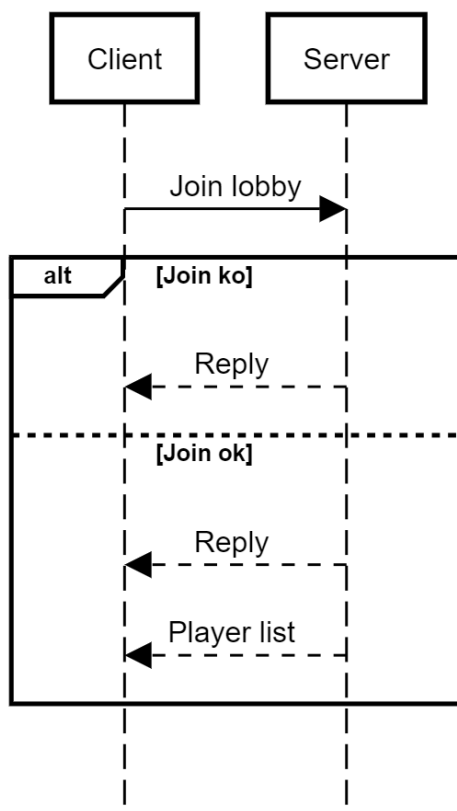 Client
Server
Join lobby
alt
[Join ko]
Reply
[Join ok]
Reply
Player list